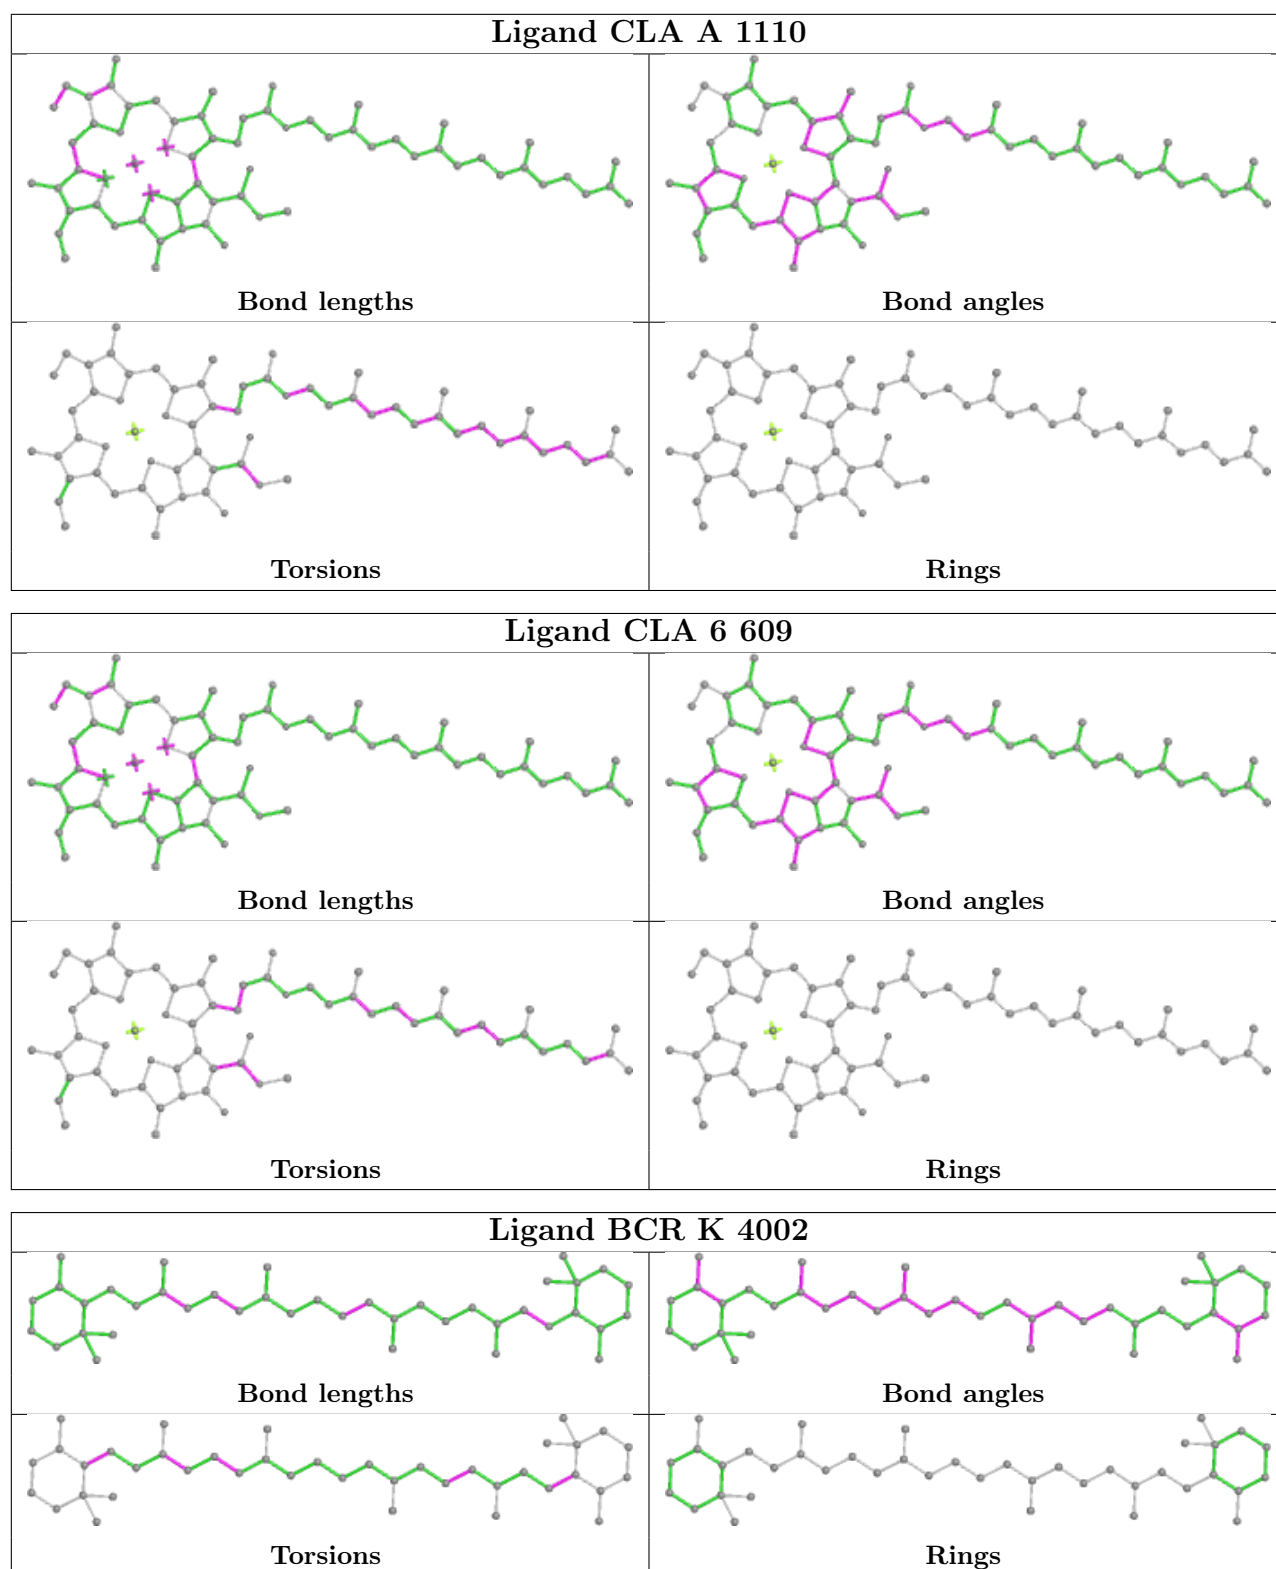 Ligand CLA A 1110
Bond lengths
Bond angles
Torsions
Rings
Ligand CLA 6 609
Bond lengths
Bond angles
Torsions
Rings
Ligand BCR K 4002
Bond lengths
Bond angles
Torsions
Rings